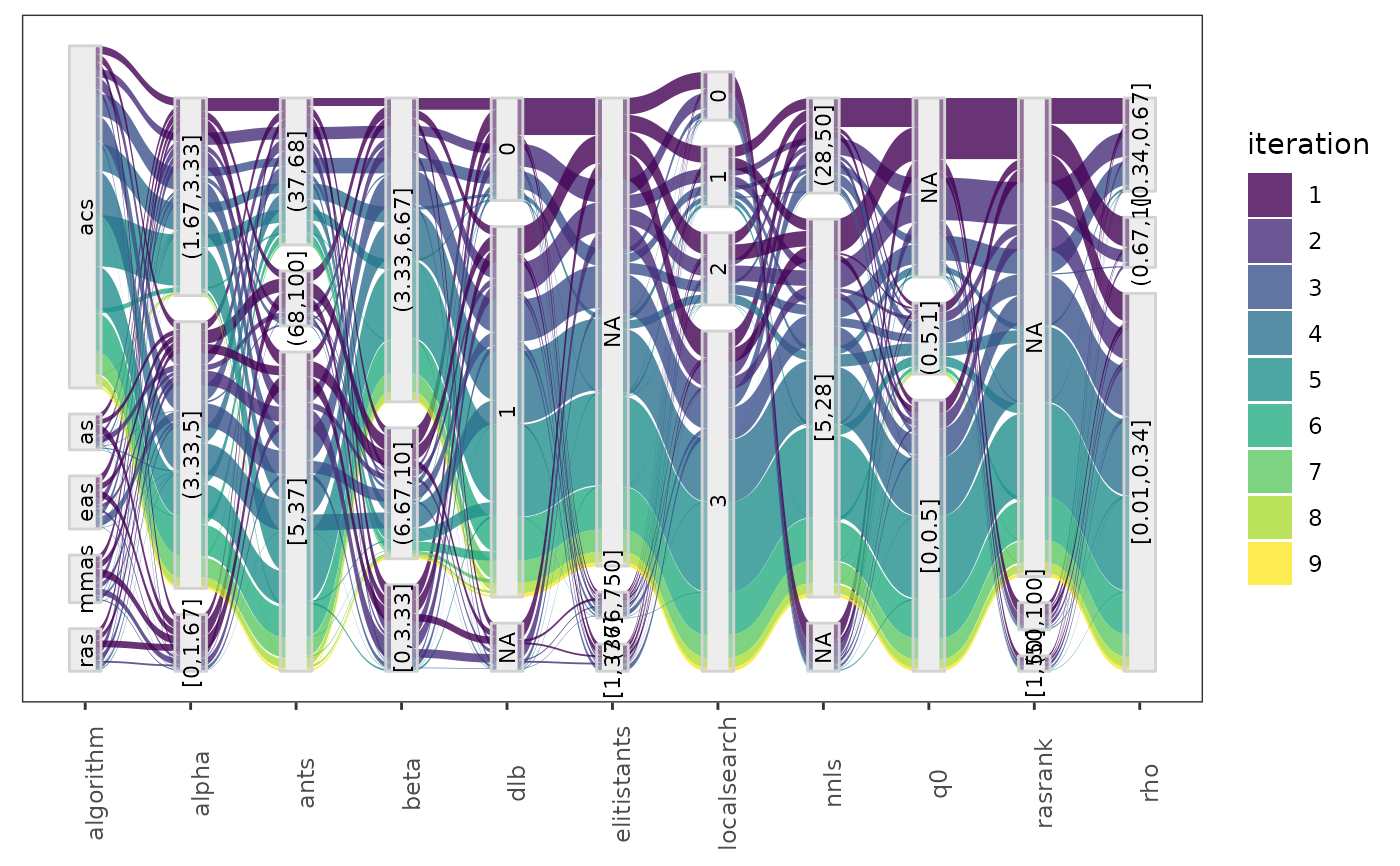 acs
as
eas
mmas
ras
(1.67,3.33]
(3.33,5]
[0,1.67]
(37,68]
(68,100]
[5,37]
(3.33,6.67]
(6.67,10]
[0,3.33]
0
1
NA
NA
0
1
2
3
(28,50]
[5,28]
NA
NA
(0.5,1]
[0,0.5]
NA
(0.34,0.67]
(0.67,1]
[0.01,0.34]
algorithm
alpha
ants
beta
dlb
elitistants
localsearch
nnls
q0
rasrank
rho
iteration
1
2
3
4
5
6
7
8
9